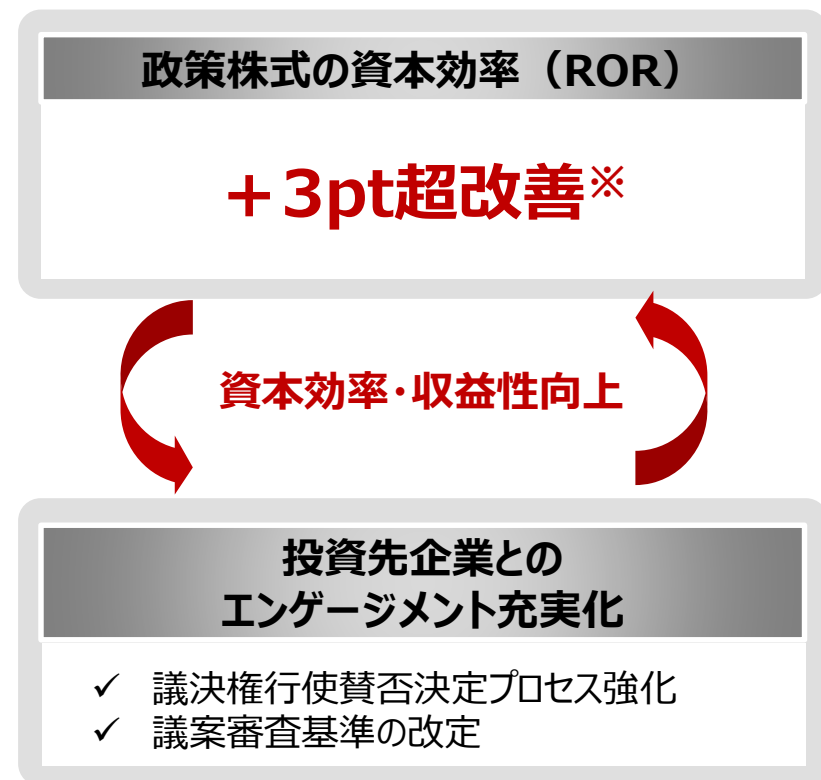 政策株式の資本効率（ROR）
＋3pt超改善※
資本効率・収益性向上
投資先企業との
エンゲージメント充実化
✓ 議決権行使賛否決定プロセス強化
✓ 議案審査基準の改定